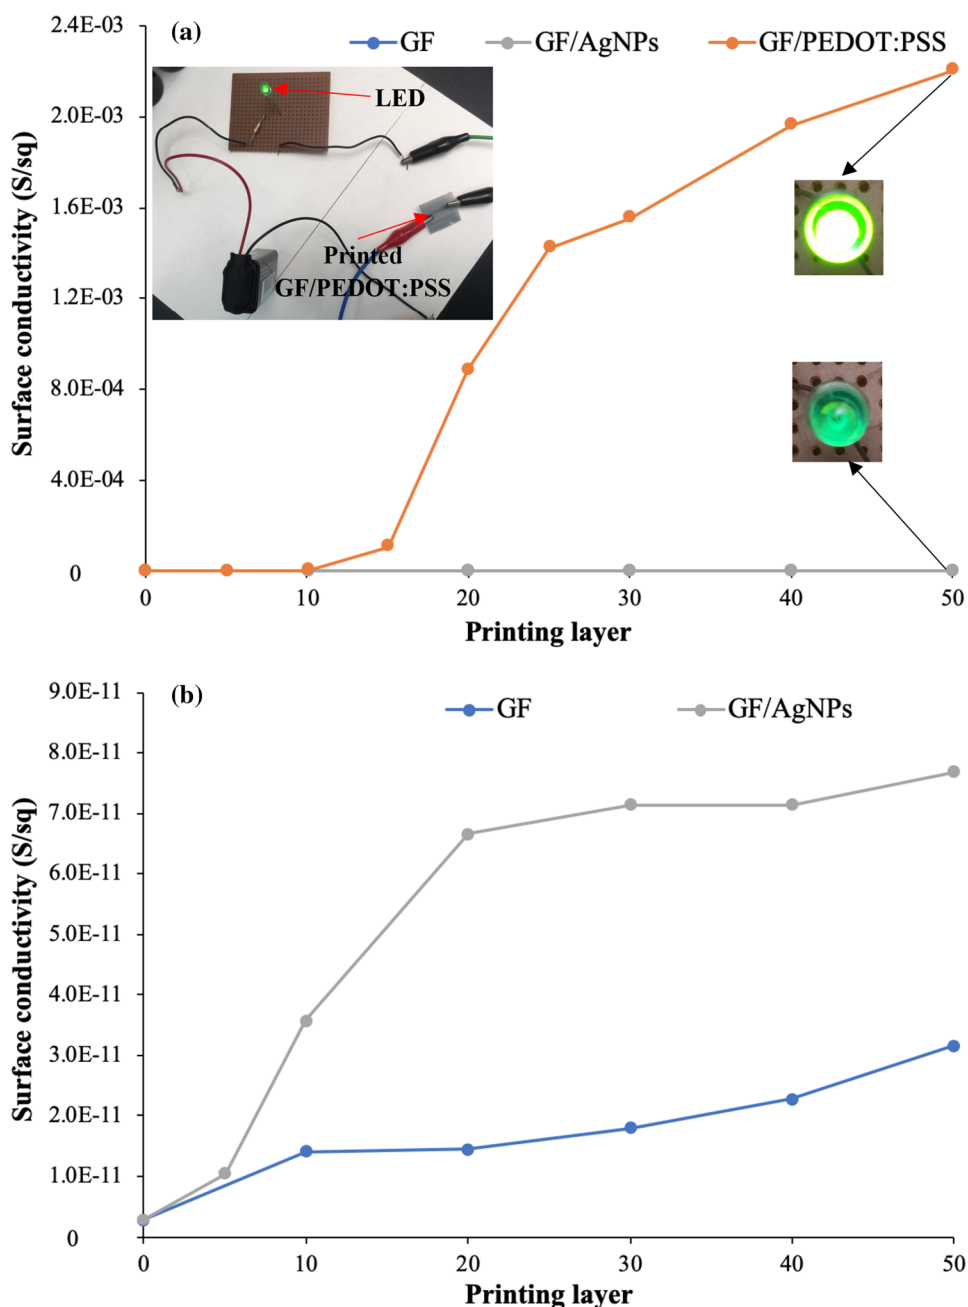 (a)
GF GF/AgNPs GF/PEDOT:PSS
2.4E-03
2.0E-03
1.6E-03
1.2E-03
8.0E-04
4.0E-04
0
Surface conductivity (S/sq)
LED
Printed
GF/PEDOT:PSS
0 10 20 30 40 50
Printing layer
(b)
GF GF/AgNPs
9.0E-11
8.0E-11
7.0E-11
6.0E-11
5.0E-11
4.0E-11
3.0E-11
2.0E-11
1.0E-11
0
Surface conductivity (S/sq)
0 10 20 30 40 50
Printing layer